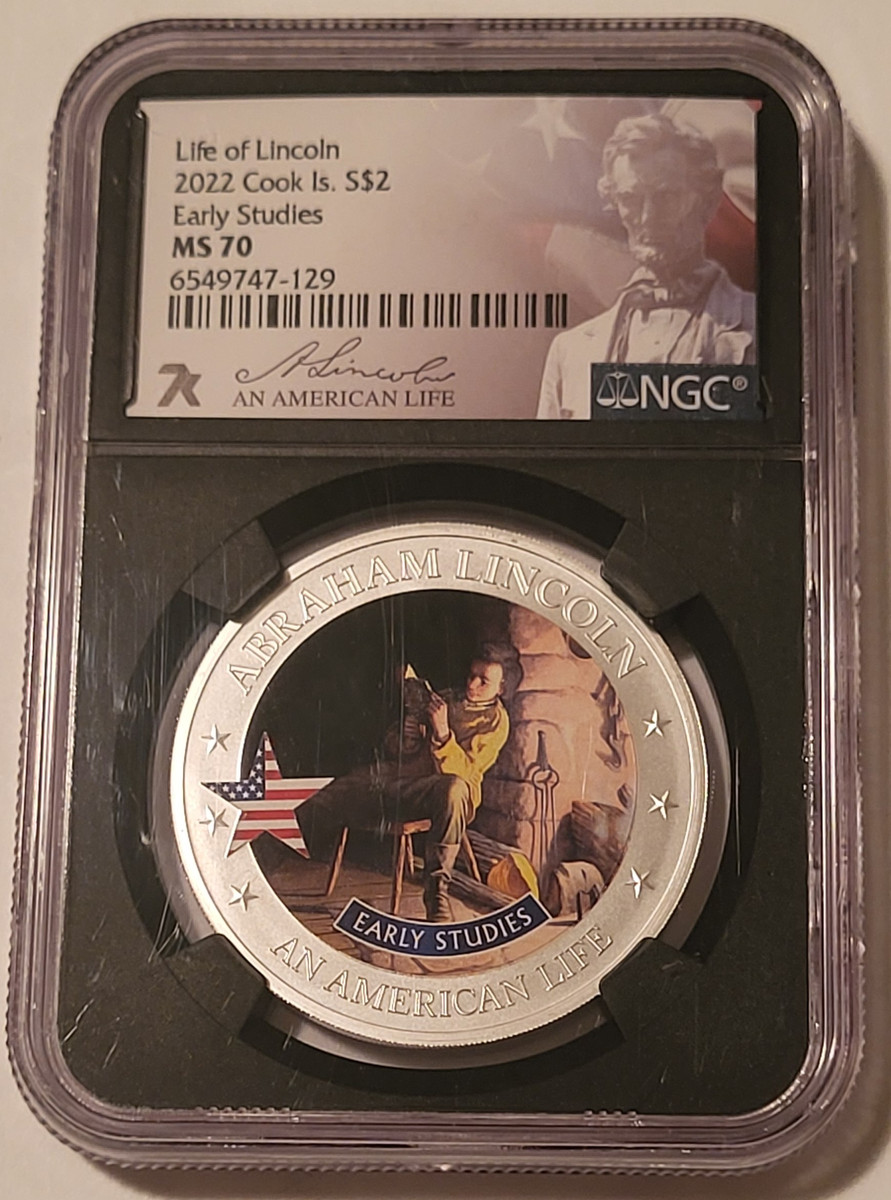 Life of Lincoln
2022 Cook Is. S$2
Early Studies
MS 70
6549747-129
7k
A. Lincoln
AN AMERICAN LIFE
NGC®
ABRAHAM LINCOLN
EARLY STUDIES
AN AMERICAN LIFE